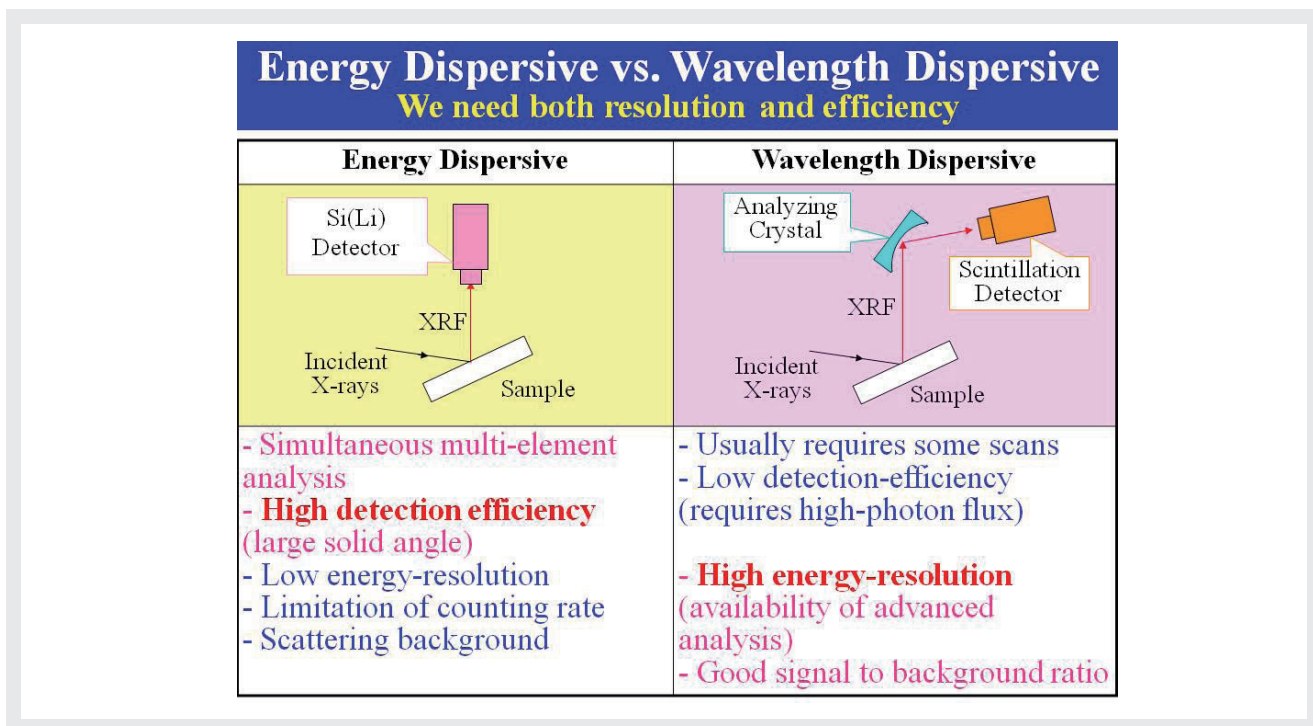 Energy Dispersive vs. Wavelength Dispersive
We need both resolution and efficiency
Energy Dispersive
Si(Li)
Detector
XRF
Incident
X-rays
Sample
- Simultaneous multi-element
analysis
- High detection efficiency
(large solid angle)
- Low energy-resolution
- Limitation of counting rate
- Scattering background
Wavelength Dispersive
Analyzing
Crystal
Scintillation
Detector
XRF
Incident
X-rays
Sample
- Usually requires some scans
- Low detection-efficiency
(requires high-photon flux)
- High energy-resolution
(availability of advanced
analysis)
- Good signal to background ratio